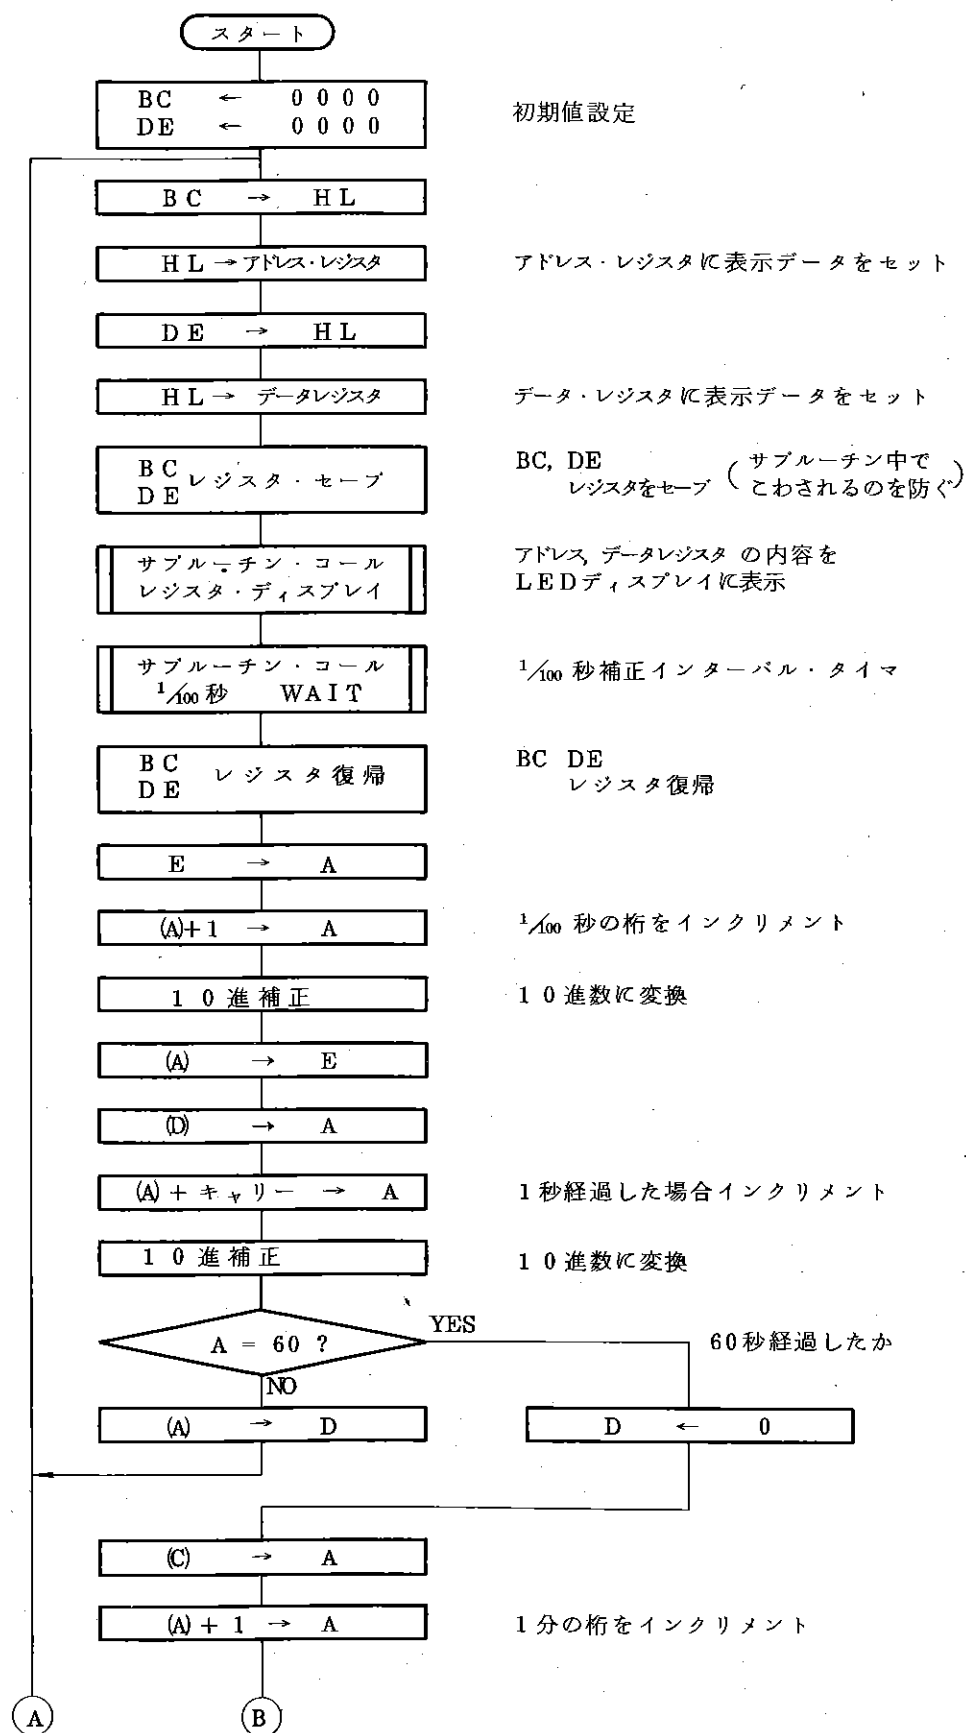 スタート
BC ← 0000
DE ← 0000
初期値設定
BC → HL
HL→アドレス・レジスタ
アドレス・レジスタに表示データをセット
DE → HL
HL→ データレジスタ
データ・レジスタに表示データをセット
BC
DE レジスタ・セーブ
BC, DE
レジスタをセーブ (サブルーチン中で
こわされるのを防ぐ)
サブルーチン・コール
レジスタ・ディスプレイ
アドレス, データレジスタ の内容を
LEDディスプレイに表示
サブルーチン・コール
1/100 秒 WAIT
1/100 秒補正インターバル・タイマ
BC
DE レジスタ復帰
BC DE
レジスタ復帰
E → A
(A)+1 → A
1/100 秒の桁をインクリメント
10進補正
10進数に変換
(A) → E
(D) → A
(A)+キャリー → A
1秒経過した場合インクリメント
10進補正
10進数に変換
A = 60 ?
YES
60秒経過したか
NO
(A) → D
D ← 0
(C) → A
(A) + 1 → A
1分の桁をインクリメント
A
B